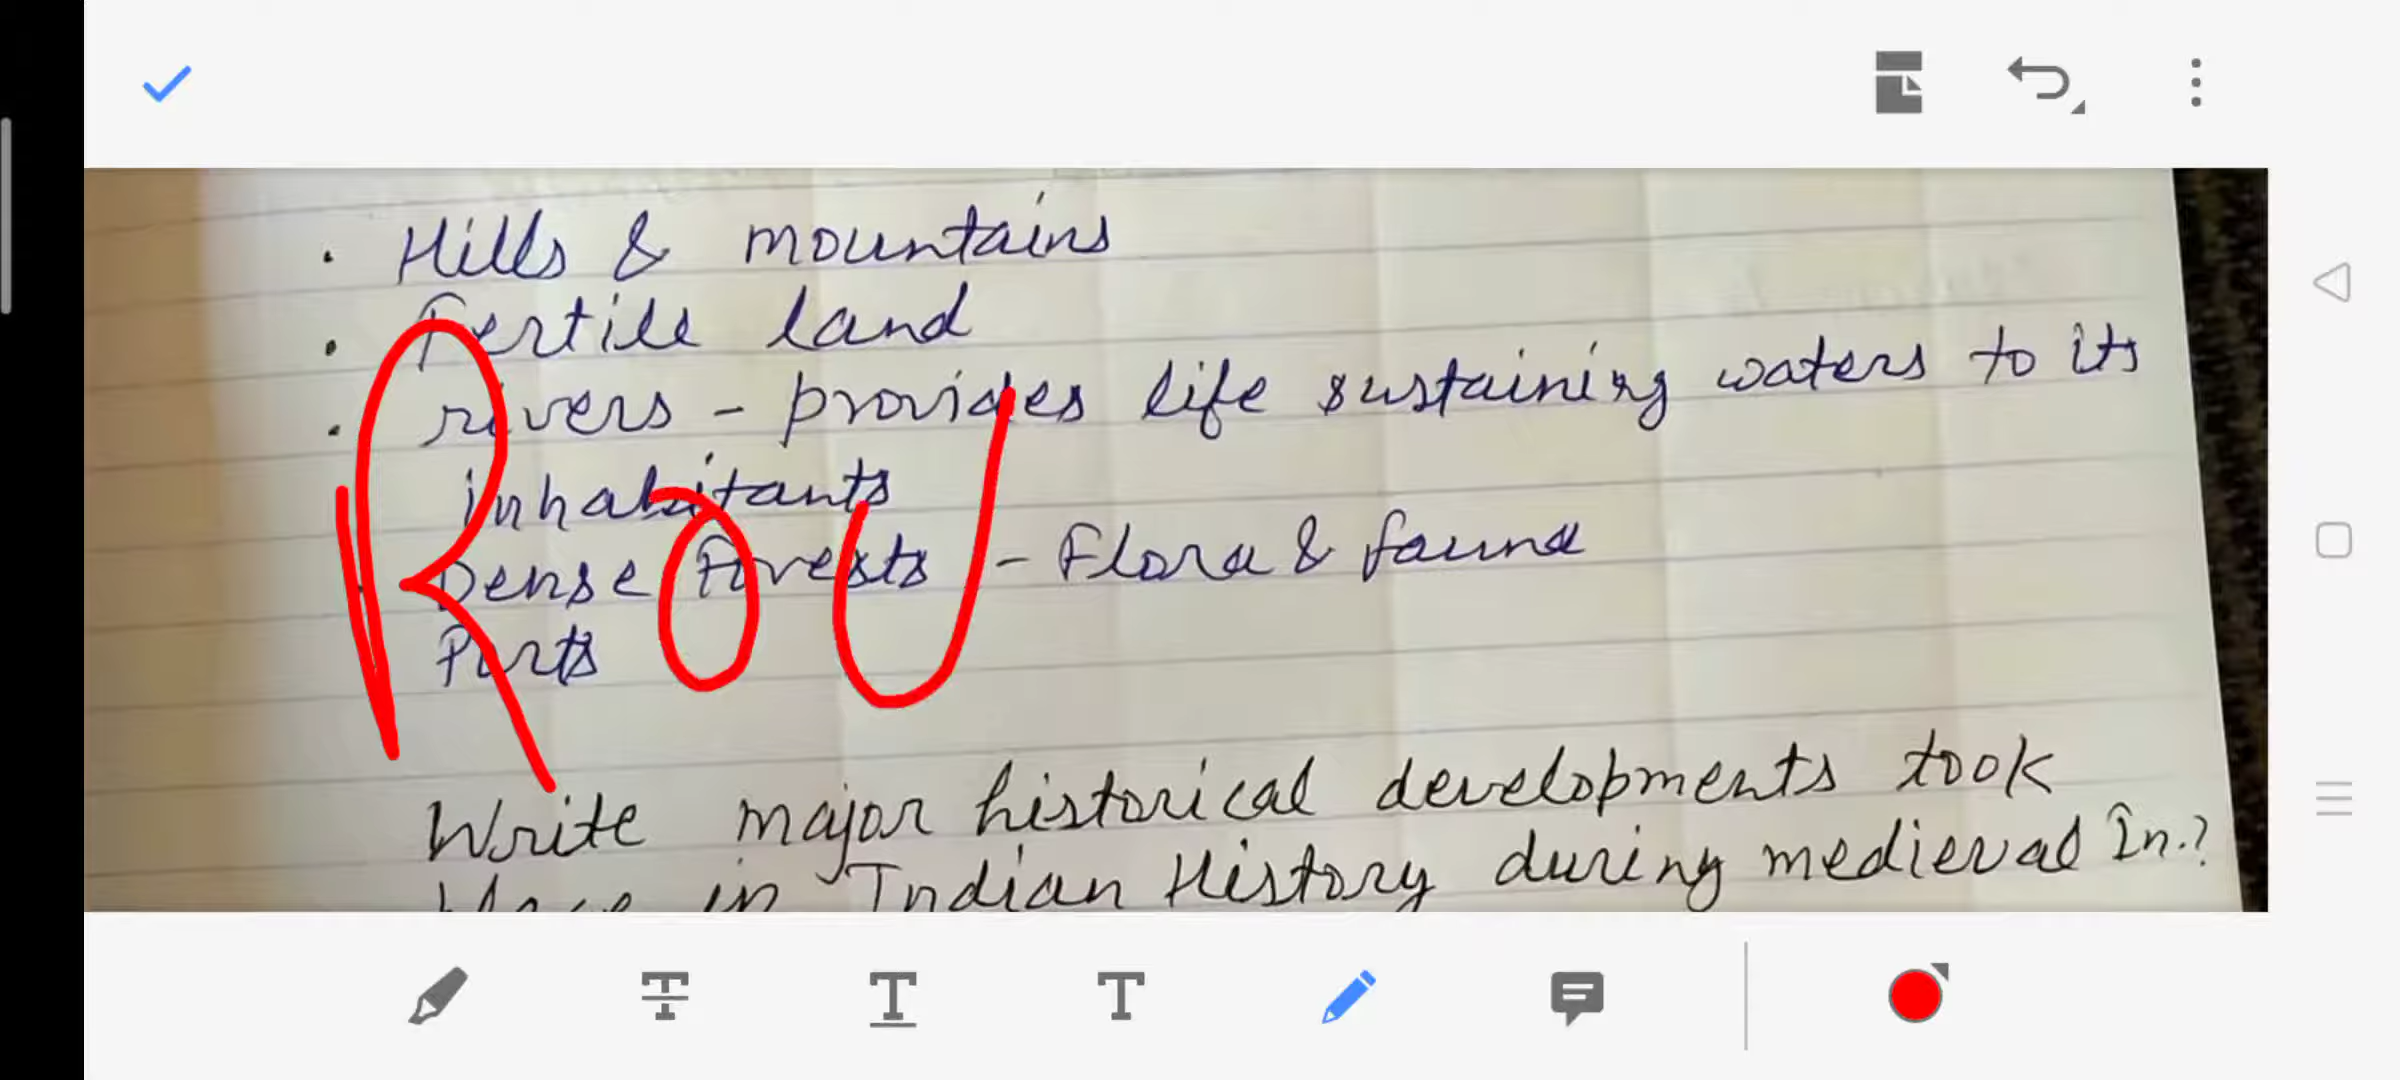 . Hills & mountains
. Fertile land
. rivers - provides life sustaining waters to its
inhabitants
Dense Forests - Flora & fauna
Ports
ROU
Write major historical developments took
Place in Indian History during medieval In.?